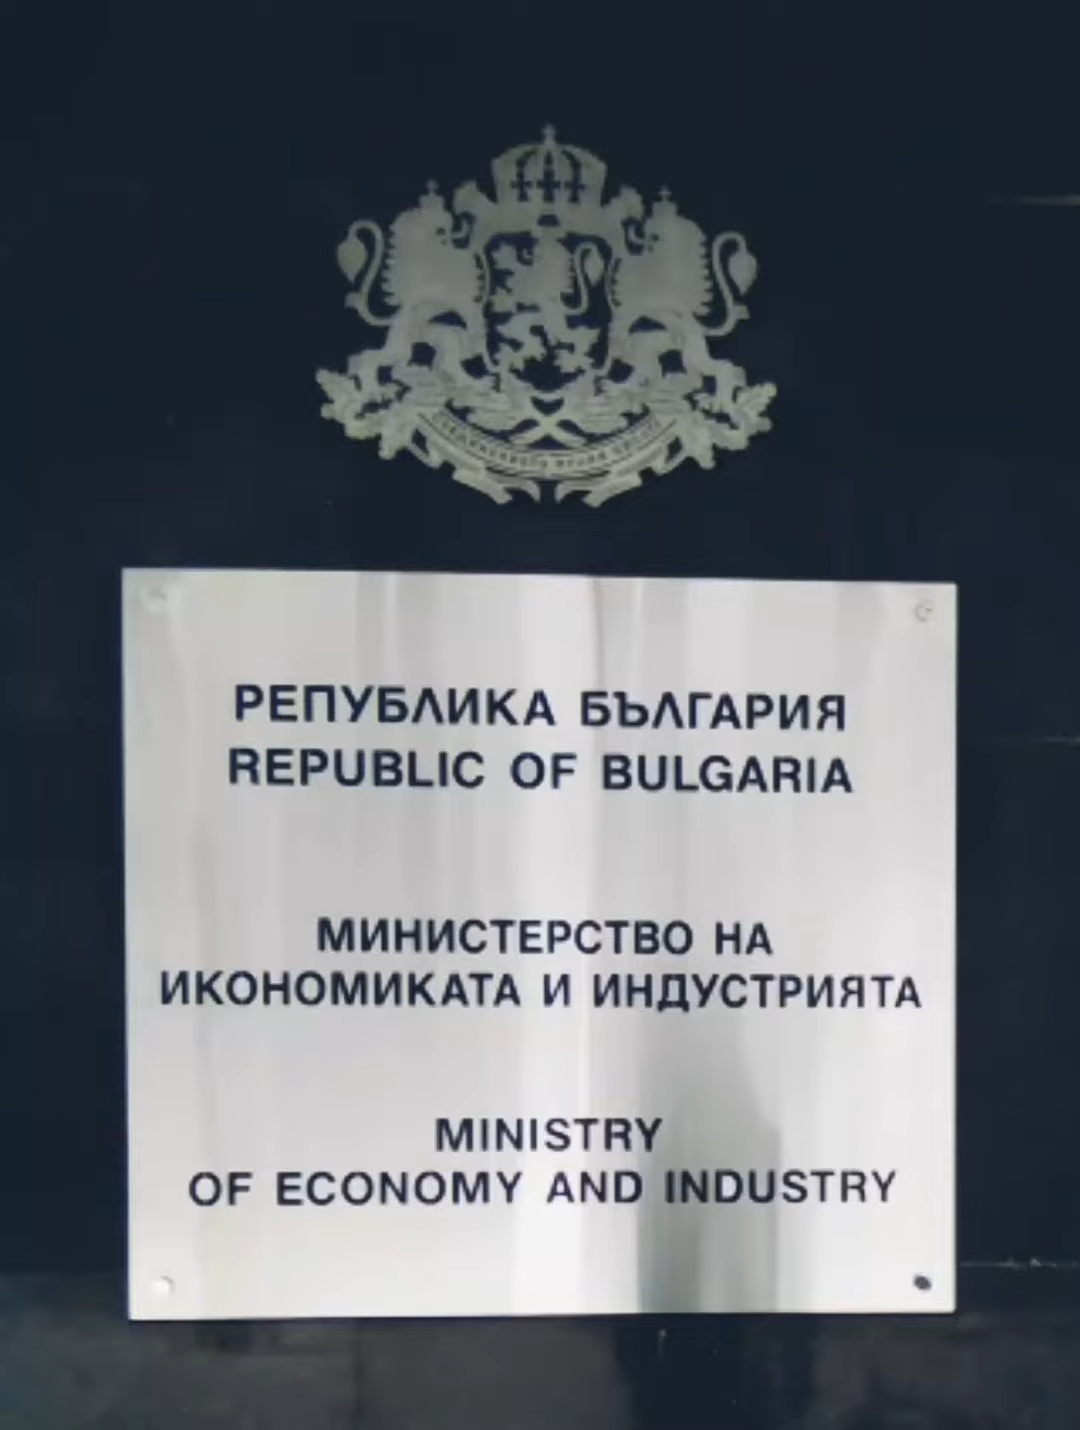 РЕПУБЛИКА БЪЛГАРИЯ
REPUBLIC OF BULGARIA
МИНИСТЕРСТВО НА
ИКОНОМИКАТА И ИНДУСТРИЯТА
MINISTRY
OF ECONOMY AND INDUSTRY